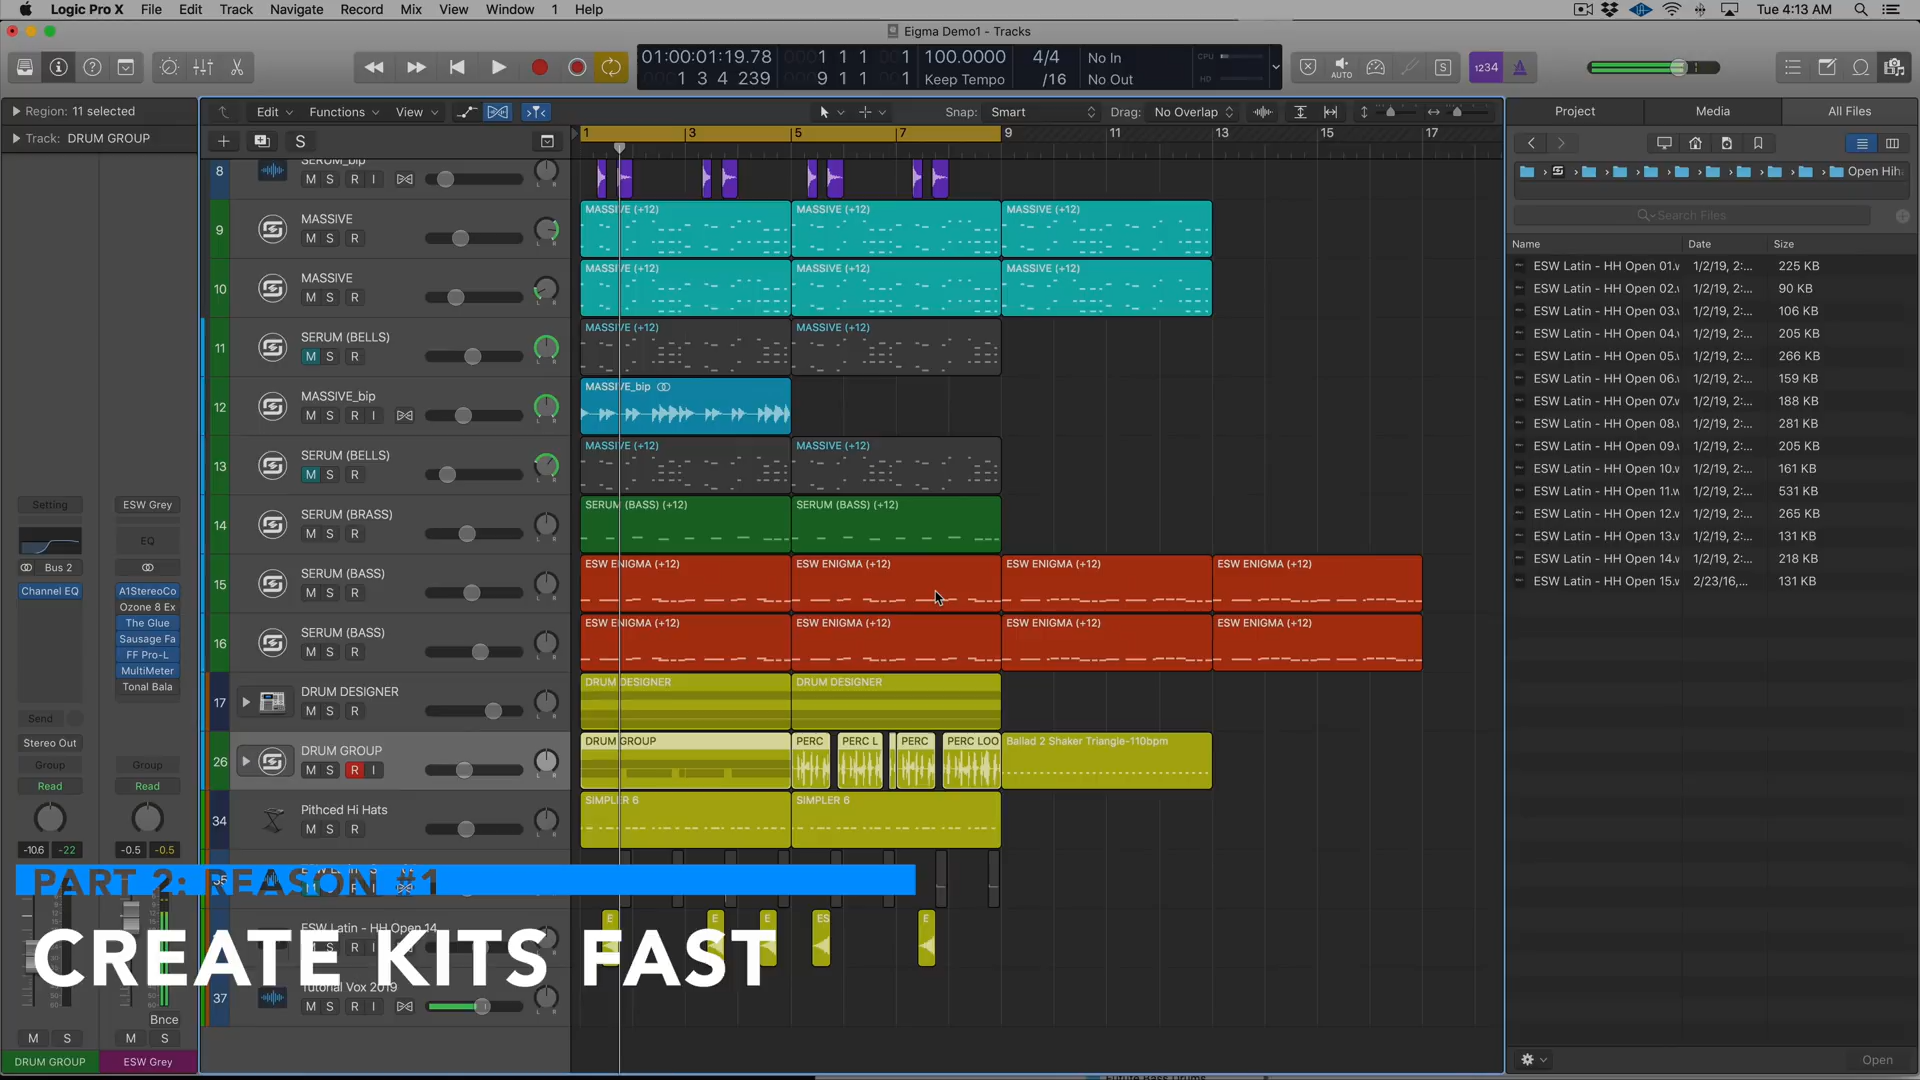 Logic Pro X File Edit Track Navigate Record Mix View Window 1 Help
Tue 4:13 AM
Eigma Demo1 - Tracks
01:00:01:19.78 1 1 1 100.0000 4/4 No In CPU
1 3 4 239 9 1 1 1 Keep Tempo /16 No Out HD
AUTO S 1234
Region: 11 selected
Track: DRUM GROUP
Edit Functions View Snap: Smart Drag: No Overlap
S
1 3 5 7 9 11 13 15 17
8 SERUM_bip
M S R I
9 MASSIVE
M S R
MASSIVE (+12) MASSIVE (+12) MASSIVE (+12)
10 MASSIVE
M S R
MASSIVE (+12) MASSIVE (+12) MASSIVE (+12)
11 SERUM (BELLS)
M S R
MASSIVE (+12) MASSIVE (+12)
12 MASSIVE_bip
M S R I
MASSIVE_bip
13 SERUM (BELLS)
M S R
MASSIVE (+12) MASSIVE (+12)
14 SERUM (BRASS)
M S R
SERUM (BASS) (+12) SERUM (BASS) (+12)
15 SERUM (BASS)
M S R
ESW ENIGMA (+12) ESW ENIGMA (+12) ESW ENIGMA (+12) ESW ENIGMA (+12)
16 SERUM (BASS)
M S R
ESW ENIGMA (+12) ESW ENIGMA (+12) ESW ENIGMA (+12) ESW ENIGMA (+12)
17 DRUM DESIGNER
M S R
DRUM DESIGNER DRUM DESIGNER
26 DRUM GROUP
M S R I
DRUM GROUP PERC PERC L PERC PERC LOO Ballad 2 Shaker Triangle-110bpm
34 Pithced Hi Hats
M S R
SIMPLER 6 SIMPLER 6
ESW Latin - HH Open 14
E E E ES E
37 Tutorial Vox 2019
M S R I
Setting ESW Grey
EQ
Bus 2
Channel EQ A1StereoCo
Ozone 8 Ex
The Glue
Sausage Fa
FF Pro-L
MultiMeter
Tonal Bala
Send
Stereo Out
Group Group
Read Read
-10.6 -22 -0.5 -0.5
Bnce
M S M S
DRUM GROUP ESW Grey
PART 2: REASON #1
CREATE KITS FAST
Project Media All Files
Open Hih
Search Files
Name Date Size
ESW Latin - HH Open 01.w 1/2/19, 2:... 225 KB
ESW Latin - HH Open 02. 1/2/19, 2:... 90 KB
ESW Latin - HH Open 03. 1/2/19, 2:... 106 KB
ESW Latin - HH Open 04. 1/2/19, 2:... 205 KB
ESW Latin - HH Open 05. 1/2/19, 2:... 266 KB
ESW Latin - HH Open 06. 1/2/19, 2:... 159 KB
ESW Latin - HH Open 07. 1/2/19, 2:... 188 KB
ESW Latin - HH Open 08. 1/2/19, 2:... 281 KB
ESW Latin - HH Open 09. 1/2/19, 2:... 205 KB
ESW Latin - HH Open 10. 1/2/19, 2:... 161 KB
ESW Latin - HH Open 11.w 1/2/19, 2:... 531 KB
ESW Latin - HH Open 12. 1/2/19, 2:... 265 KB
ESW Latin - HH Open 13. 1/2/19, 2:... 131 KB
ESW Latin - HH Open 14. 1/2/19, 2:... 218 KB
ESW Latin - HH Open 15. 2/23/16,... 131 KB
Open